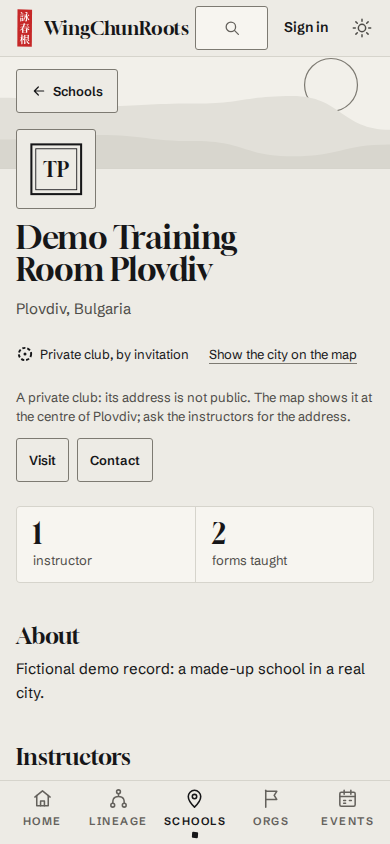 詠春根
WingChunRoots
Sign in
Schools
TP
Demo Training
Room Plovdiv
Plovdiv, Bulgaria
Private club, by invitation
Show the city on the map
A private club: its address is not public. The map shows it at
the centre of Plovdiv; ask the instructors for the address.
Visit
Contact
1
2
instructor
forms taught
About
Fictional demo record: a made-up school in a real
city.
Instructors
HOME
LINEAGE
SCHOOLS
ORGS
EVENTS